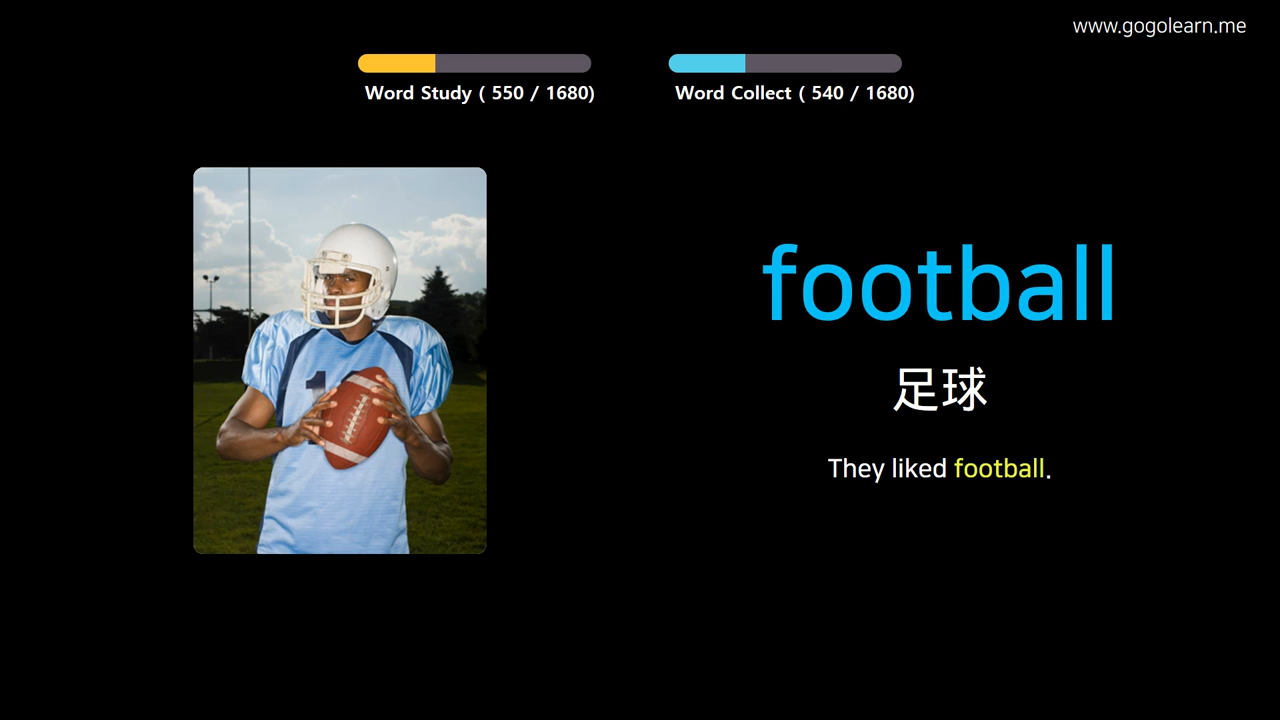 www.gogolearn.me
Word Study ( 550 / 1680)
Word Collect ( 540 / 1680)
football
足球
They liked football.